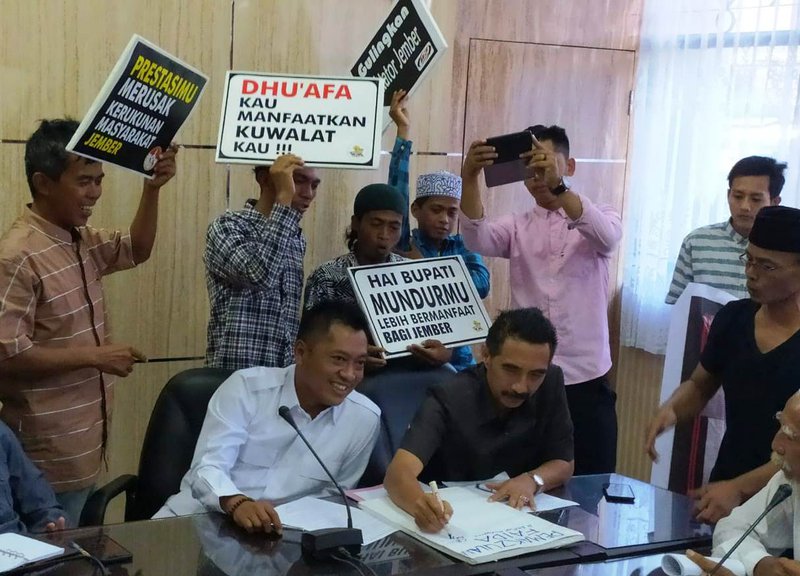 PRESTASIMU
MERUSAK
KERUKUNAN
MASYARAKAT
JEMBER
DHU'AFA
KAU
MANFAATKAN
KUWALAT
KAU !!!
Gulingkan
Jember
HAI BUPATI
MUNDURMU
LEBIH BERMANFAAT
BAGI JEMBER
FAIDA